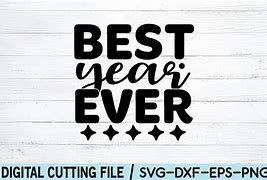 BEST
year
EVER
DIGITAL CUTTING FILE / SVG-DXF-EPS-PNG